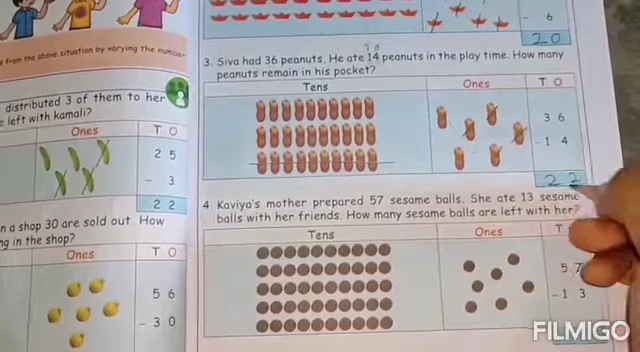 - 6
20
from the above situation by varying the number
T O
3. Siva had 36 peanuts. He ate 14 peanuts in the play time. How many
peanuts remain in his pocket?
Tens Ones T O
3 6
- 1 4
22
distributed 3 of them to her
left with kamali?
Ones T O
2 5
- 3
2 2
4. Kaviya's mother prepared 57 sesame balls. She ate 13 sesame
balls with her friends. How many sesame balls are left with her?
Tens Ones T
5 7
- 1 3
n a shop 30 are sold out. How
ng in the shop?
Ones T O
5 6
- 3 0
FILMIGO